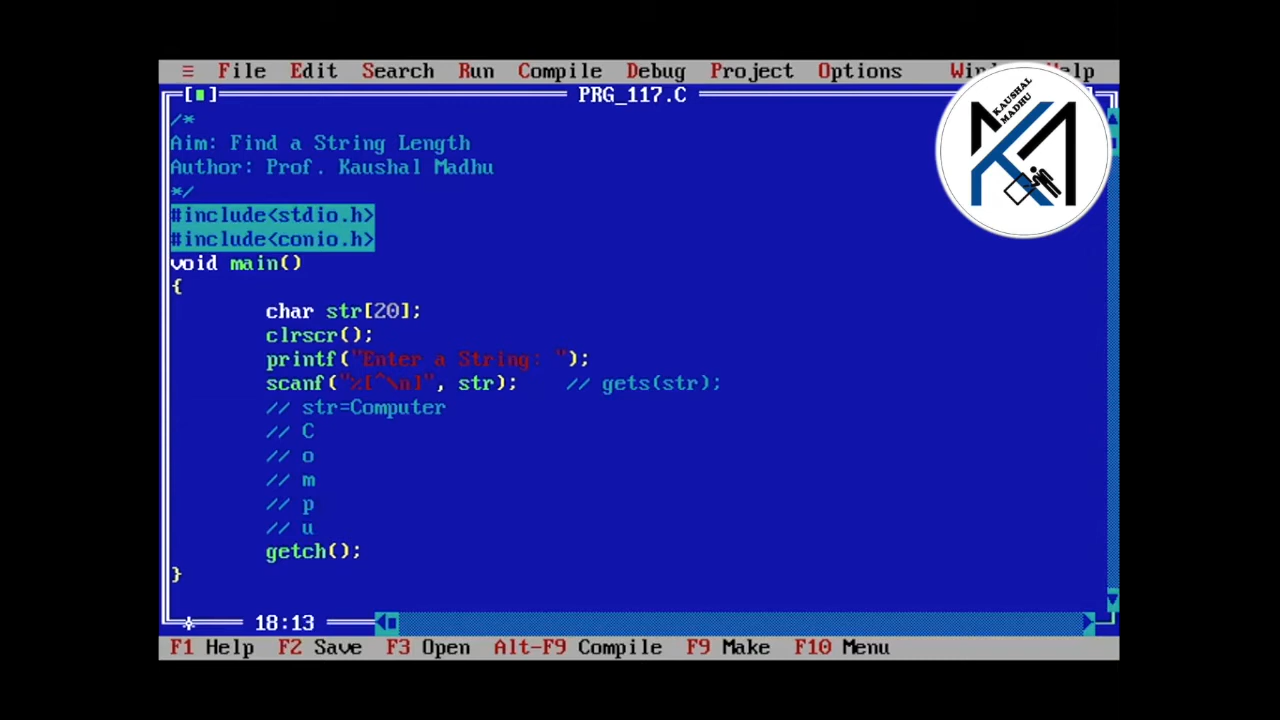 ≡ File Edit Search Run Compile Debug Project Options
KAUSHAL
MADHU
PRG_117.C
/*
Aim: Find a String Length
Author: Prof. Kaushal Madhu
*/
#include<stdio.h>
#include<conio.h>
void main()
{
char str[20];
clrscr();
printf("Enter a String: ");
scanf("%[^\n]", str); // gets(str);
// str=Computer
// C
// o
// m
// p
// u
getch();
}
18:13
F1 Help F2 Save F3 Open Alt-F9 Compile F9 Make F10 Menu